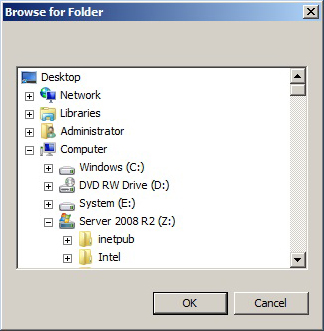 Browse for Folder
Desktop
Network
Libraries
Administrator
Computer
Windows (C:)
DVD RW Drive (D:)
System (E:)
Server 2008 R2 (Z:)
inetpub
Intel
OK
Cancel